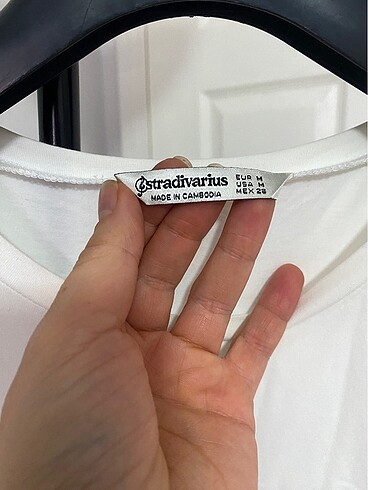 stradivarius
MADE IN CAMBODIA
EUR M
USA M
MEX 28